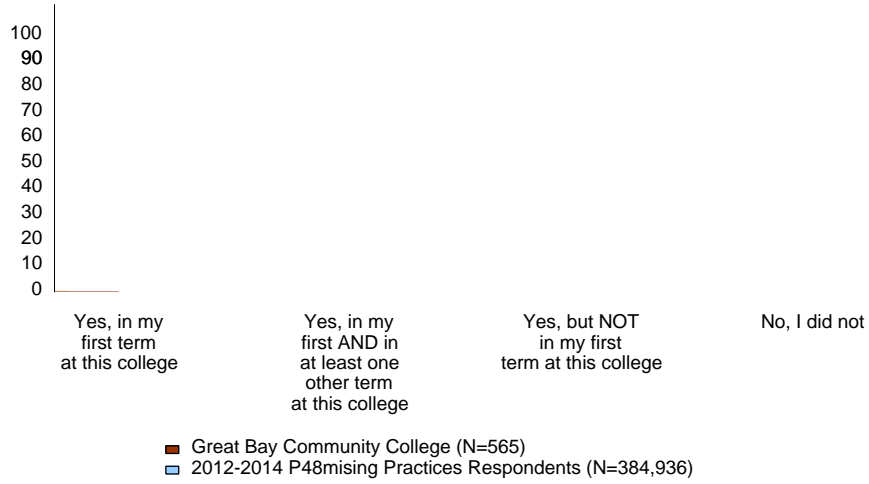 100
90
80
70
60
50
40
30
20
10
0
Yes, in my
first term
at this college
Yes, in my
first AND in
at least one
other term
at this college
Yes, but NOT
in my first
term at this college
No, I did not
Great Bay Community College (N=565)
2012-2014 P48mising Practices Respondents (N=384,936)